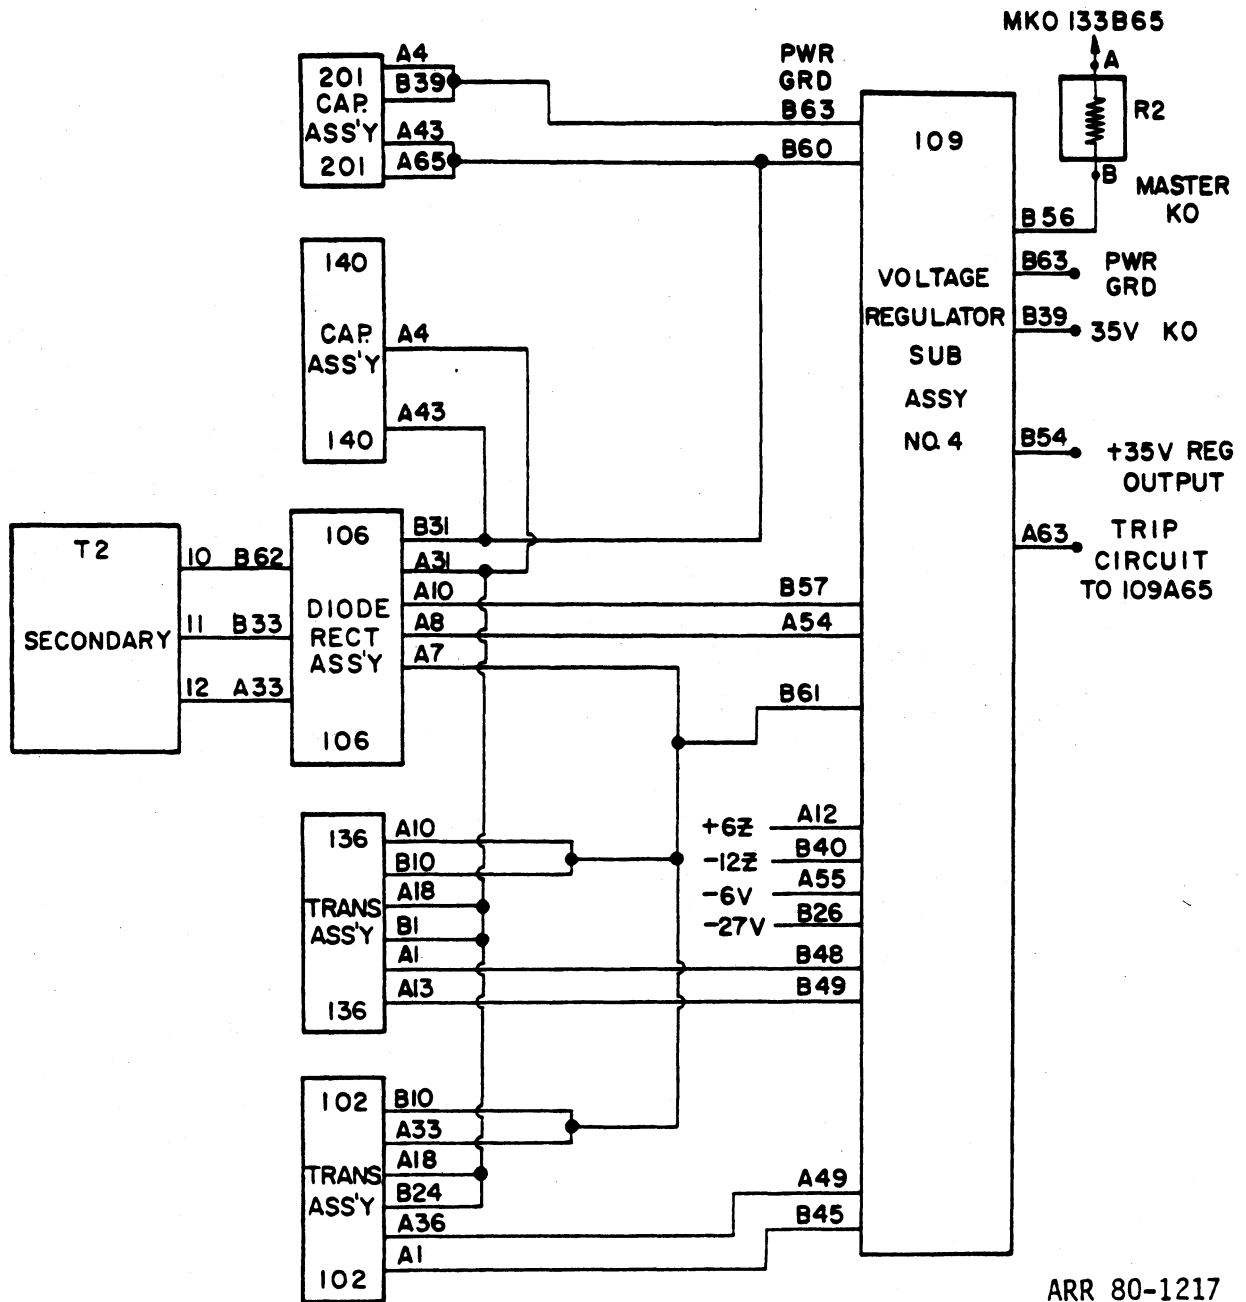 MKO 133B65
A
R2
B
MASTER
KO
A4
B39
A43
A65
201
CAP.
ASS'Y
201
PWR
GRD
B63
B60
109
VOLTAGE
REGULATOR
SUB
ASSY
NO. 4
B56
B63
PWR
GRD
B39
35V KO
B54
+35V REG
OUTPUT
A63
TRIP
CIRCUIT
TO 109A65
140
CAP.
ASS'Y
140
A4
A43
T2
SECONDARY
10 B62
11 B33
12 A33
106
DIODE
RECT
ASS'Y
106
B31
A31
A10
A8
A7
B57
A54
B61
136
TRANS
ASS'Y
136
A10
B10
A18
B1
A1
A13
+6Z A12
-12Z B40
-6V A55
-27V B26
B48
B49
102
TRANS
ASS'Y
102
B10
A33
A18
B24
A36
A1
A49
B45
ARR 80-1217